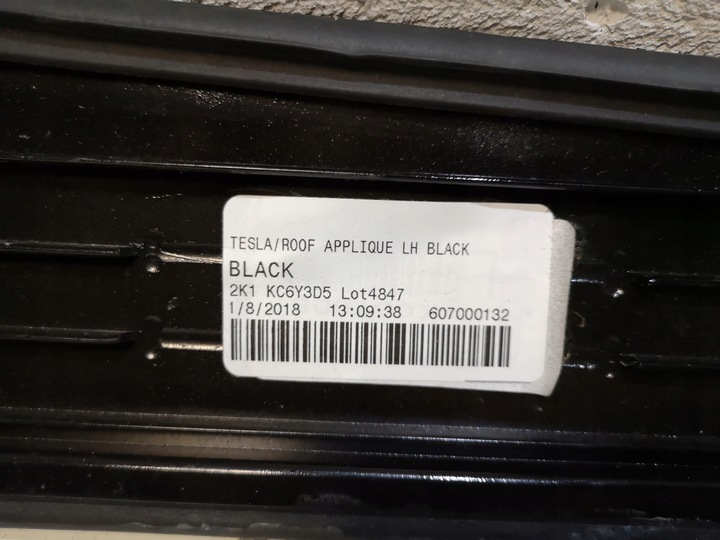 TESLA/ROOF APPLIQUE LH BLACK
BLACK
2K1 KC6Y3D5 Lot4847
1/8/2018 13:09:38 607000132